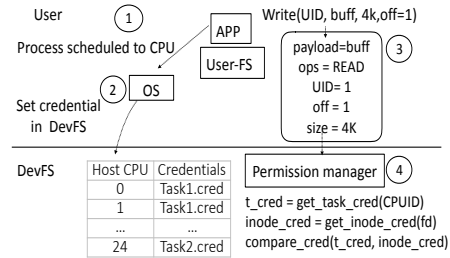 User
1
Process scheduled to CPU
APP
User-FS
2
OS
Set credential
in DevFS
Write(UID, buff, 4k,off=1)
3
payload=buff
ops = READ
UID= 1
off = 1
size = 4K
DevFS
Host CPU Credentials
0 Task1.cred
1 Task1.cred
... ...
24 Task2.cred
Permission manager
4
t_cred = get_task_cred(CPUID)
inode_cred = get_inode_cred(fd)
compare_cred(t_cred, inode_cred)